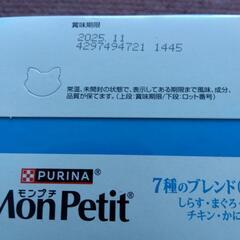 賞味期限
2025.11
4297494721 1445
常温、未開封の状態で、表示してある期限まで風味、成分、
品質が保てます。(上段:賞味期限/下段:ロット番号)
PURINA
モンプチ
MonPetit®
7種のブレンド(
しらす・まぐろ・
チキン・かに